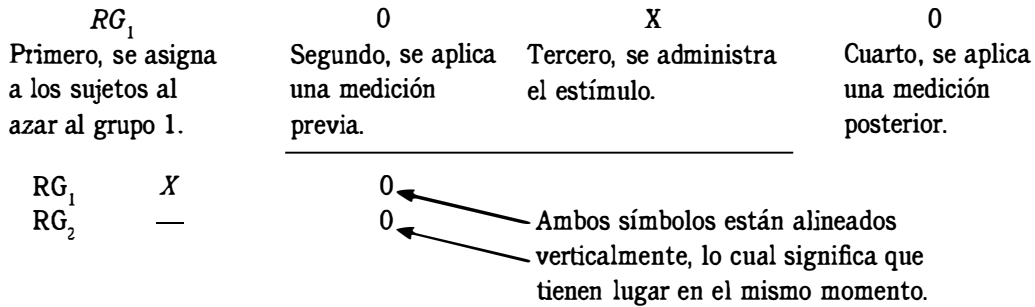 RG₁ 0 X 0
Primero, se asigna Segundo, se aplica Tercero, se administra Cuarto, se aplica
a los sujetos al una medición el estímulo. una medición
azar al grupo 1. previa. posterior.
RG₁ X 0
RG₂ — 0 Ambos símbolos están alineados
verticalmente, lo cual significa que
tienen lugar en el mismo momento.